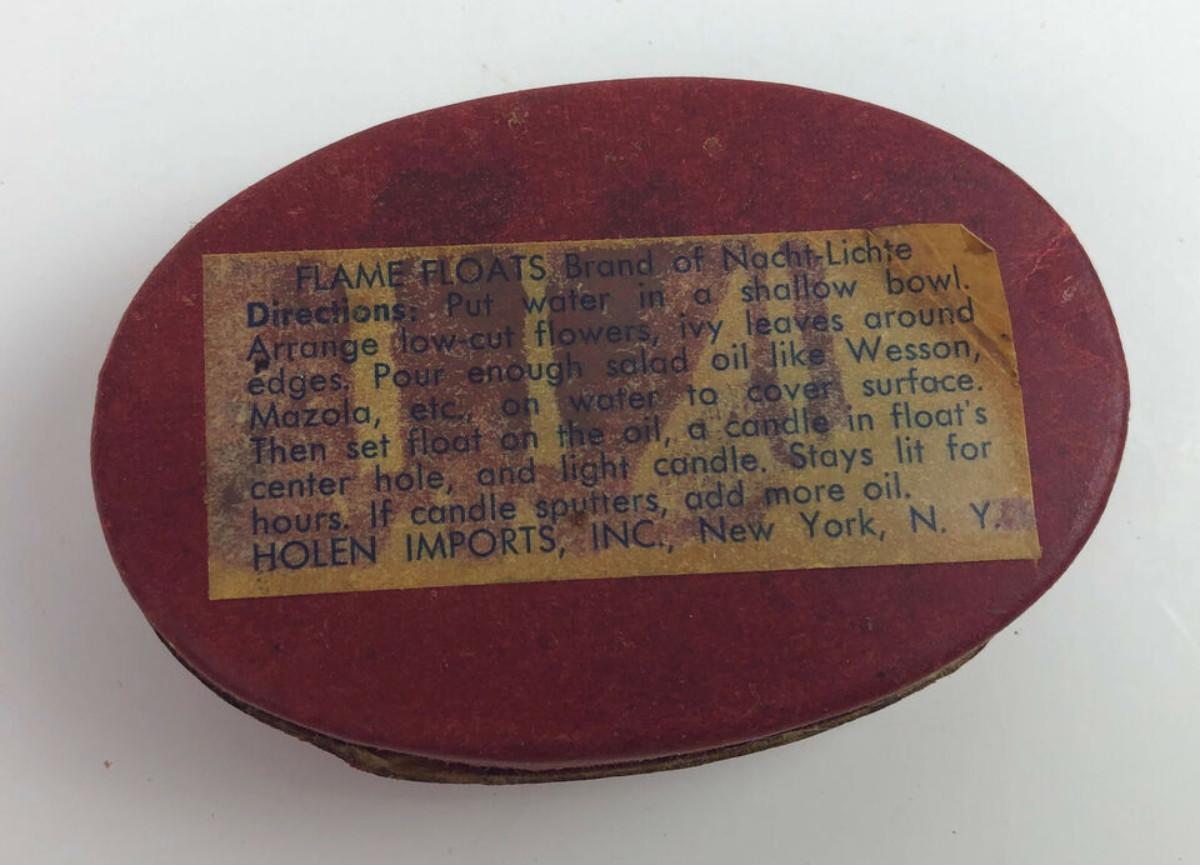 FLAME FLOATS Brand of Nacht-Lichte
Directions: Put water in a shallow bowl.
Arrange low-cut flowers, ivy leaves around
edges. Pour enough salad oil like Wesson,
Mazola, etc., on water to cover surface.
Then set float on the oil, a candle in float's
center hole, and light candle. Stays lit for
hours. If candle sputters, add more oil.
HOLEN IMPORTS, INC., New York, N. Y.